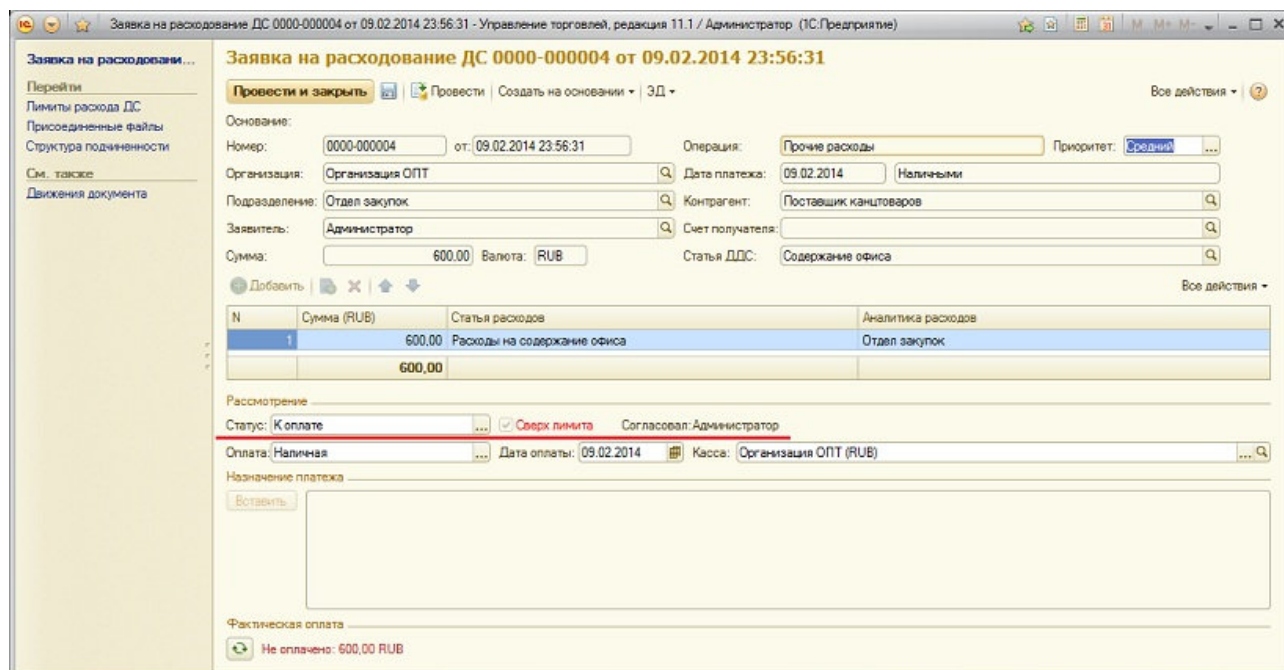 Заявка на расходование ДС 0000-000004 от 09.02.2014 23:56:31 - Управление торговлей, редакция 11.1 / Администратор (1С:Предприятие) M M+ M-
Заявка на расходовани...
Перейти
Лимиты расхода ДС
Присоединенные файлы
Структура подчиненности
См. также
Движения документа
Заявка на расходование ДС 0000-000004 от 09.02.2014 23:56:31
Провести и закрыть Провести Создать на основании ЭД Все действия
Основание:
Номер: 0000-000004 от: 09.02.2014 23:56:31 Операция: Прочие расходы Приоритет: Средний ...
Организация: Организация ОПТ Дата платежа: 09.02.2014 Наличными
Подразделение: Отдел закупок Контрагент: Поставщик канцтоваров
Заявитель: Администратор Счет получателя:
Сумма: 600.00 Валюта: RUB Статья ДДС: Содержание офиса
Добавить Все действия
N Сумма (RUB) Статья расходов Аналитика расходов
1 600,00 Расходы на содержание офиса Отдел закупок
600,00
Рассмотрение
Статус: К оплате ... Сверх лимита Согласовал: Администратор
Оплата: Наличная ... Дата оплаты: 09.02.2014 Касса: Организация ОПТ (RUB) ...
Назначение платежа
Вставить
Фактическая оплата
Не оплачено: 600,00 RUB